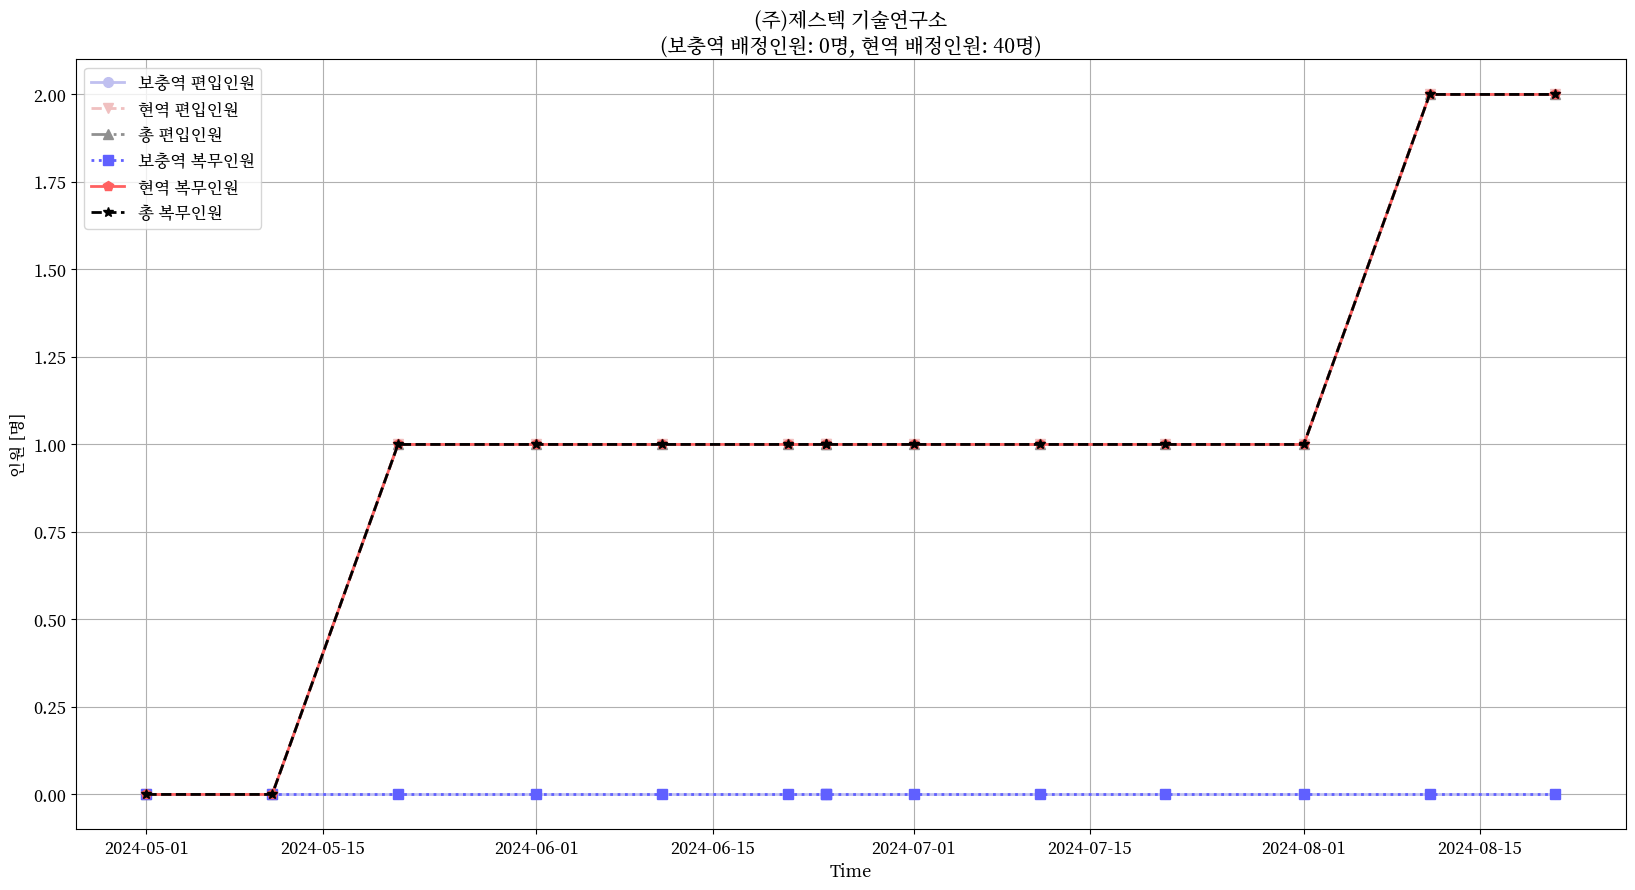 (주)제스텍 기술연구소
(보충역 배정인원: 0명, 현역 배정인원: 40명)
보충역 편입인원
현역 편입인원
총 편입인원
보충역 복무인원
현역 복무인원
총 복무인원
인원 [명]
2.00
1.75
1.50
1.25
1.00
0.75
0.50
0.25
0.00
2024-05-01 2024-05-15 2024-06-01 2024-06-15 2024-07-01 2024-07-15 2024-08-01 2024-08-15
Time